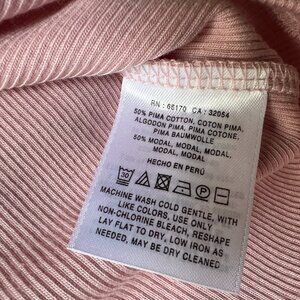 RN : 66170 CA : 32054
50% PIMA COTTON, COTON PIMA,
ALGODON PIMA, PIMA COTONE,
PIMA BAUMWOLLE
50% MODAL, MODAL, MODAL,
MODAL, MODAL
HECHO EN PERÚ
30 P
MACHINE WASH COLD GENTLE, WITH
LIKE COLORS, USE ONLY
NON-CHLORINE BLEACH, RESHAPE
LAY FLAT TO DRY, LOW IRON AS
NEEDED, MAY BE DRY CLEANED